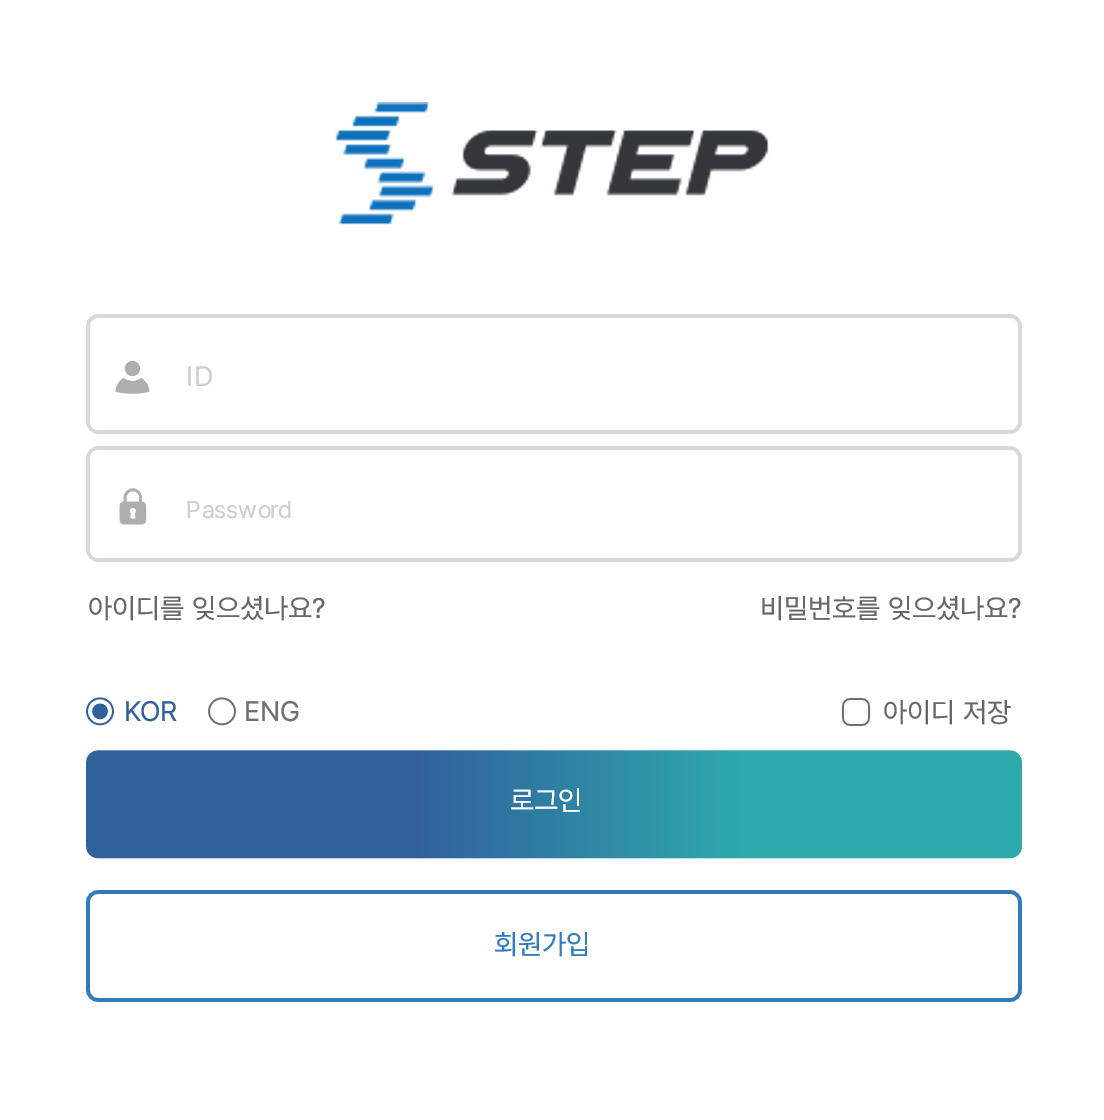 STEP
ID
Password
아이디를 잊으셨나요?
비밀번호를 잊으셨나요?
KOR ENG
아이디 저장
로그인
회원가입